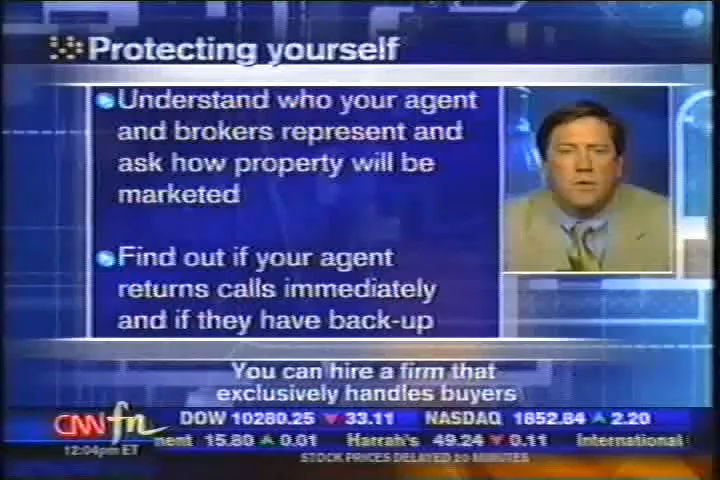 Protecting yourself
Understand who your agent
and brokers represent and
ask how property will be
marketed
Find out if your agent
returns calls immediately
and if they have back-up
You can hire a firm that
exclusively handles buyers
CNN fn DOW 10280.25 ▼ 33.11 NASDAQ 1852.84 ▲ 2.20
ment 15.80 ▲ 0.01 Harrah's 49.24 ▼ 0.11 International
12:04pm ET
STOCK PRICES DELAYED 20 MINUTES